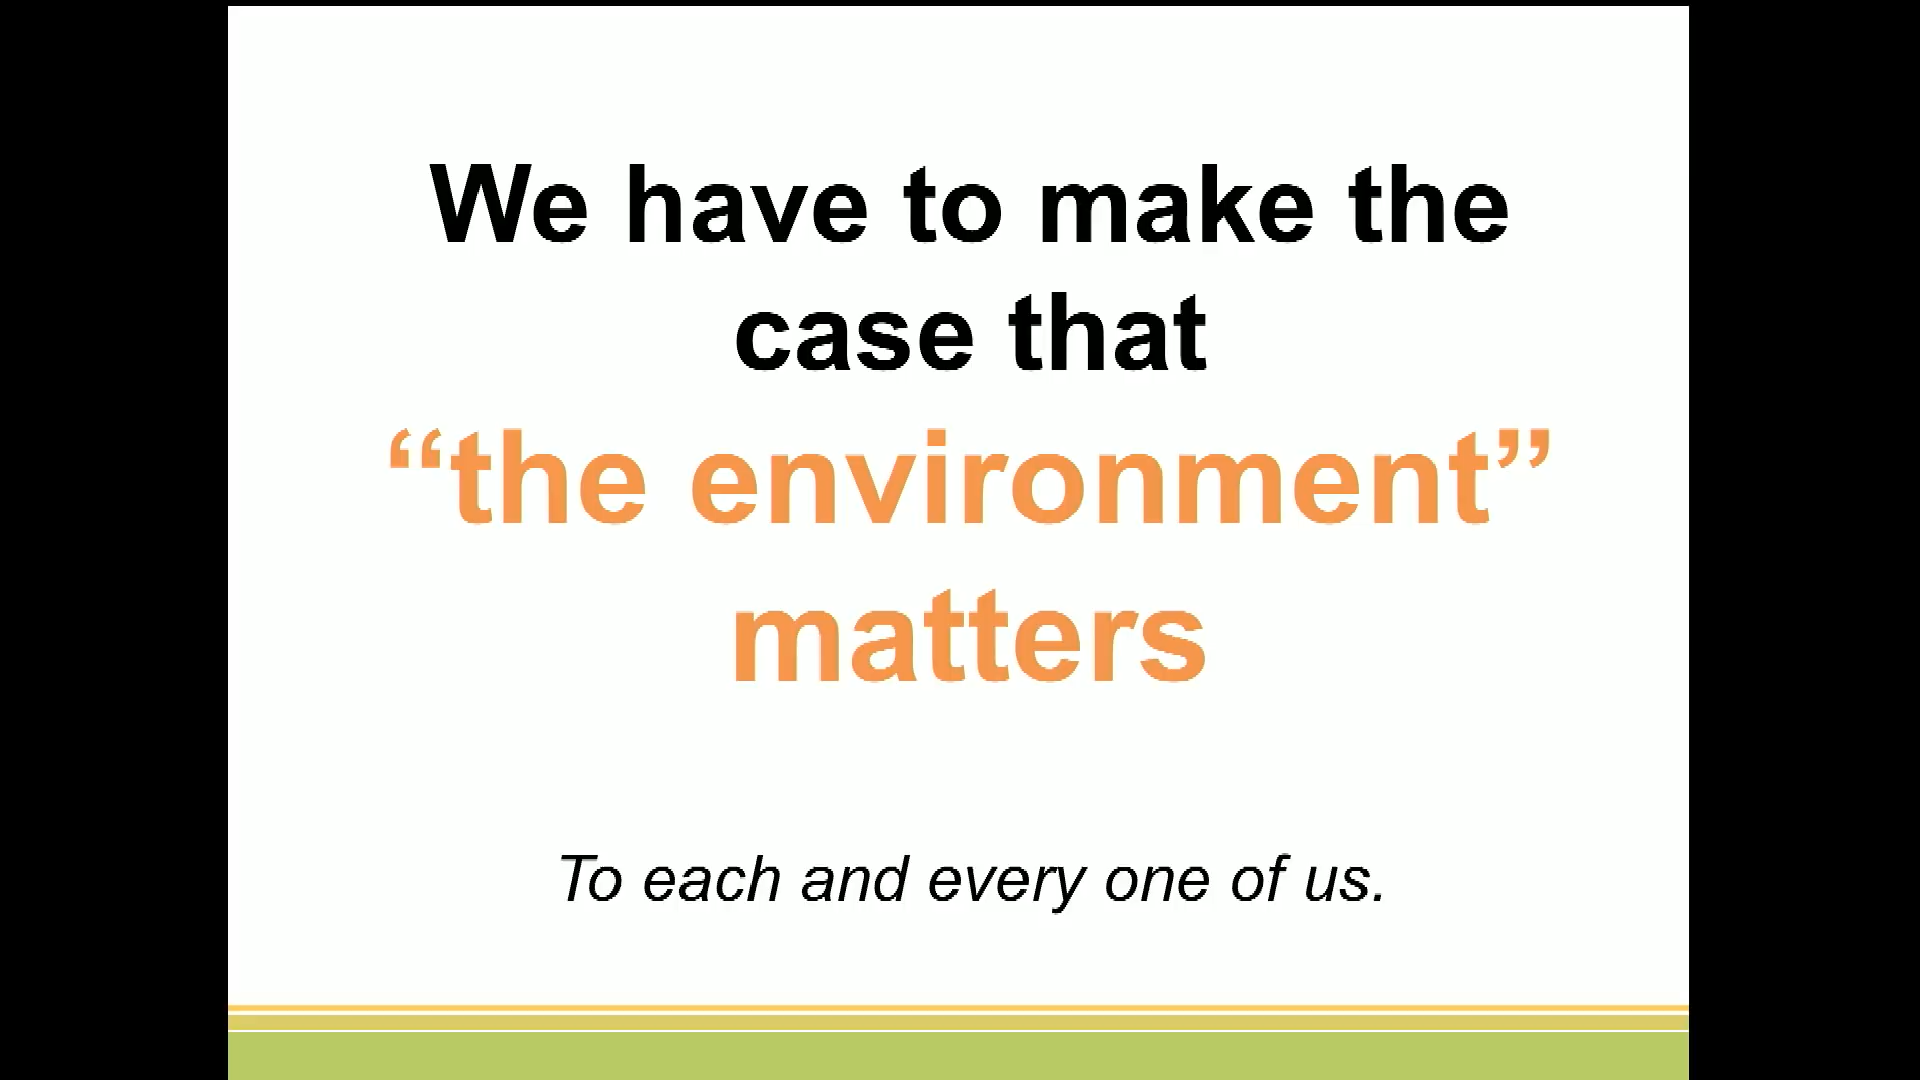 We have to make the
case that
“the environment”
matters
To each and every one of us.